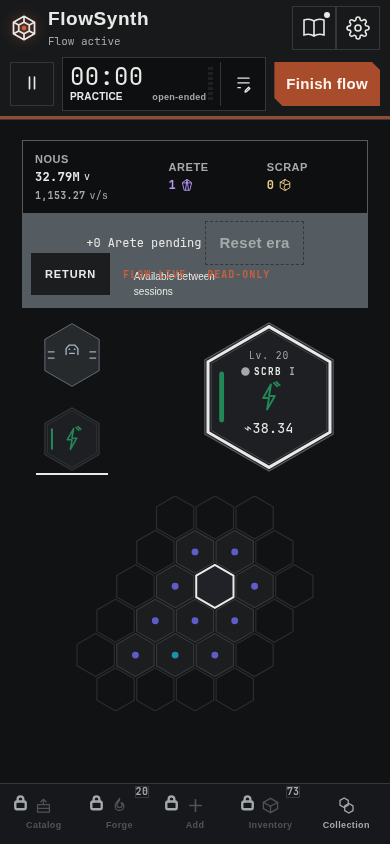 FlowSynth
Flow active
00:00
PRACTICE open-ended
Finish flow
NOUS ARETE SCRAP
32.79M ν 1 0
1,153.27 ν/s
+0 Arete pending Reset era
RETURN FLOW LIVE READ-ONLY
Available between
sessions
Lv. 20
SCRB I
⌁38.34
20 73
Catalog Forge Add Inventory Collection